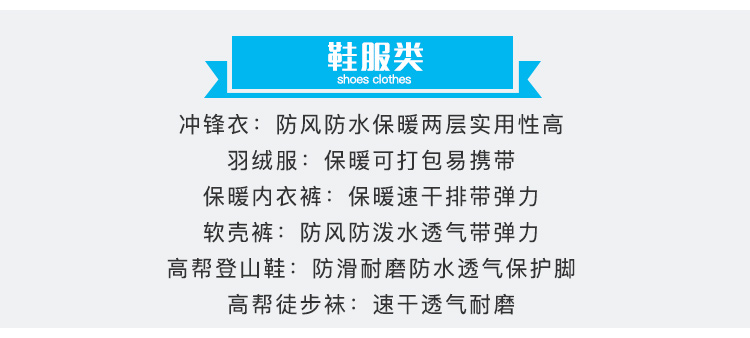 鞋服类
shoes clothes
冲锋衣：防风防水保暖两层实用性高
羽绒服：保暖可打包易携带
保暖内衣裤：保暖速干排带弹力
软壳裤：防风防泼水透气带弹力
高帮登山鞋：防滑耐磨防水透气保护脚
高帮徒步袜：速干透气耐磨